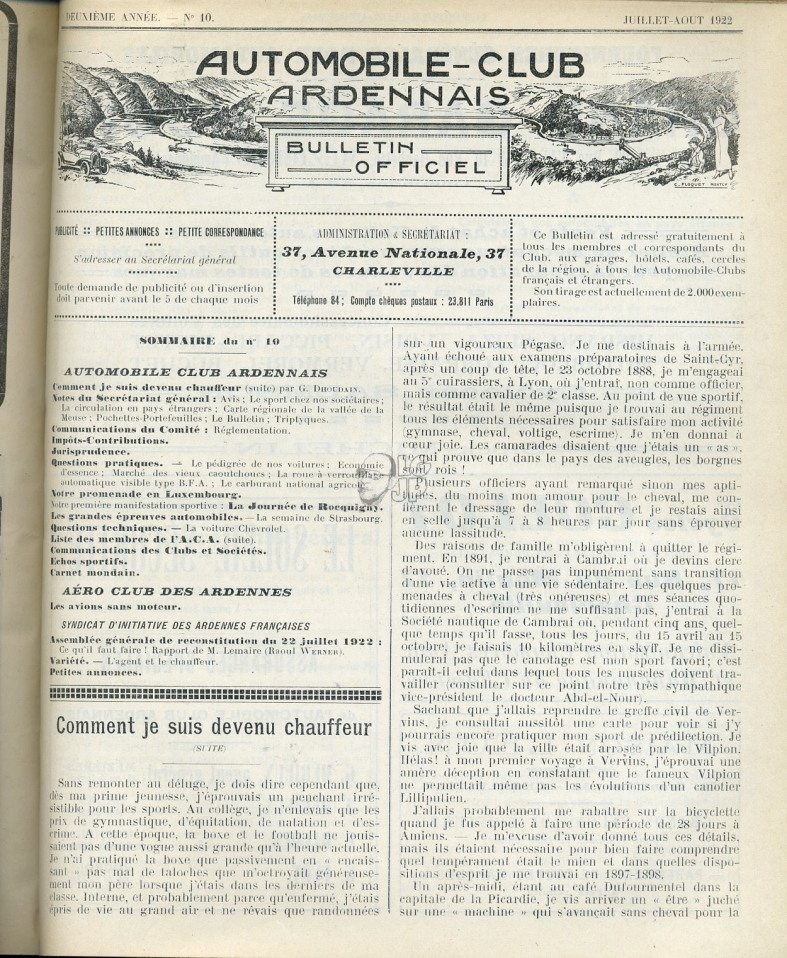 DEUXIÈME ANNÉE. — N° 10.
JUILLET-AOUT 1922
AUTOMOBILE-CLUB
ARDENNAIS
BULLETIN
OFFICIEL
C. FLOQUET
PUBLICITÉ :: PETITES ANNONCES :: PETITE CORRESPONDANCE
S'adresser au Secrétariat général
Toute demande de publicité ou d'insertion
doit parvenir avant le 5 de chaque mois
ADMINISTRATION & SECRÉTARIAT :
37, Avenue Nationale, 37
CHARLEVILLE
Téléphone 84 ; Compte chèques postaux : 23.811 Paris
Ce Bulletin est adressé gratuitement à
tous les membres et correspondants du
Club, aux garages, hôtels, cafés, cercles
de la région, à tous les Automobile-Clubs
français et étrangers.
Son tirage est actuellement de 2.000 exem-
plaires.
SOMMAIRE du n° 10
AUTOMOBILE CLUB ARDENNAIS
Comment je suis devenu chauffeur (suite) par G. DROUDAIN.
Notes du Secrétariat général : Avis ; Le sport chez nos sociétaires ;
La circulation en pays étrangers ; Carte régionale de la vallée de la
Meuse ; Pochettes-Portefeuilles ; Le Bulletin ; Triptyques.
Communications du Comité : Réglementation.
Impôts-Contributions.
Jurisprudence.
Questions pratiques. — Le pédigrée de nos voitures ; Economie
d'essence ; Marché des vieux caoutchoucs ; La roue à verrouillage
automatique visible type B.F.A. ; Le carburant national agricole.
Notre promenade en Luxembourg.
Notre première manifestation sportive : La Journée de Rocquigny.
Les grandes épreuves automobiles. — La semaine de Strasbourg.
Questions techniques. — La voiture Chevrolet.
Liste des membres de l'A.C.A. (suite).
Communications des Clubs et Sociétés.
Echos sportifs.
Carnet mondain.
AÉRO CLUB DES ARDENNES
Les avions sans moteur.
SYNDICAT D'INITIATIVE DES ARDENNES FRANÇAISES
Assemblée générale de reconstitution du 22 juillet 1922 :
Ce qu'il faut faire ! Rapport de M. Lemaire (Raoul WERNER).
Variété. — L'agent et le chauffeur.
Petites annonces.
Comment je suis devenu chauffeur
(SUITE)
Sans remonter au déluge, je dois dire cependant que,
dès ma prime jeunesse, j'éprouvais un penchant irré-
sistible pour les sports. Au collège, je n'enlevais que les
prix de gymnastique, d'équitation, de natation et d'es-
crime. A cette époque, la boxe et le football ne jouis-
saient pas d'une vogue aussi grande qu'à l'heure actuelle.
Je n'ai pratiqué la boxe que passivement en « encais-
sant » pas mal de taloches que m'octroyait généreuse-
ment mon père lorsque j'étais dans les derniers de ma
classe. Interne, et probablement parce qu'enfermé, j'étais
épris de vie au grand air et ne rêvais que randonnées
sur un vigoureux Pégase. Je me destinais à l'armée.
Ayant échoué aux examens préparatoires de Saint-Cyr,
après un coup de tête, le 23 octobre 1888, je m'engageai
au 5e cuirassiers, à Lyon, où j'entrai, non comme officier,
mais comme cavalier de 2e classe. Au point de vue sportif,
le résultat était le même puisque je trouvai au régiment
tous les éléments nécessaires pour satisfaire mon activité
(gymnase, cheval, voltige, escrime). Je m'en donnai à
cœur joie. Les camarades disaient que j'étais un « as »,
qui prouve que dans le pays des aveugles, les borgnes
sont rois !
Plusieurs officiers ayant remarqué sinon mes apti-
tudes, du moins mon amour pour le cheval, me con-
fièrent le dressage de leur monture et je restais ainsi
en selle jusqu'à 7 à 8 heures par jour sans éprouver
aucune lassitude.
Des raisons de famille m'obligèrent à quitter le régi-
ment. En 1891, je rentrai à Cambrai où je devins clerc
d'avoué. On ne passe pas impunément sans transition
d'une vie active à une vie sédentaire. Les quelques pro-
menades à cheval (très onéreuses) et mes séances quo-
tidiennes d'escrime ne me suffisant pas, j'entrai à la
Société nautique de Cambrai où, pendant cinq ans, quel-
que temps qu'il fasse, tous les jours, du 15 avril au 15
octobre, je faisais 10 kilomètres en skyff. Je ne dissi-
mulerai pas que le canotage est mon sport favori ; c'est
paraît-il celui dans lequel tous les muscles doivent tra-
vailler (consulter sur ce point notre très sympathique
vice-président le docteur Abd-el-Nour).
Sachant que j'allais reprendre le greffe civil de Ver-
vins, je consultai aussitôt une carte pour voir si j'y
pourrais encore pratiquer mon sport de prédilection. Je
vis avec joie que la ville était arrosée par le Vilpion.
Hélas ! à mon premier voyage à Vervins, j'éprouvai une
amère déception en constatant que le fameux Vilpion
ne permettait même pas les évolutions d'un canotier
Lilliputien.
J'allais probablement me rabattre sur la bicyclette
quand je fus appelé à faire une période de 28 jours à
Amiens. — Je m'excuse d'avoir donné tous ces détails,
mais ils étaient nécessaire pour bien faire comprendre
quel tempérament était le mien et dans quelles dispo-
sitions d'esprit je me trouvai en 1897-1898.
Un après-midi, étant au café Dufourmentel dans la
capitale de la Picardie, je vis arriver un « être » juché
sur une « machine » qui s'avançait sans cheval pour la